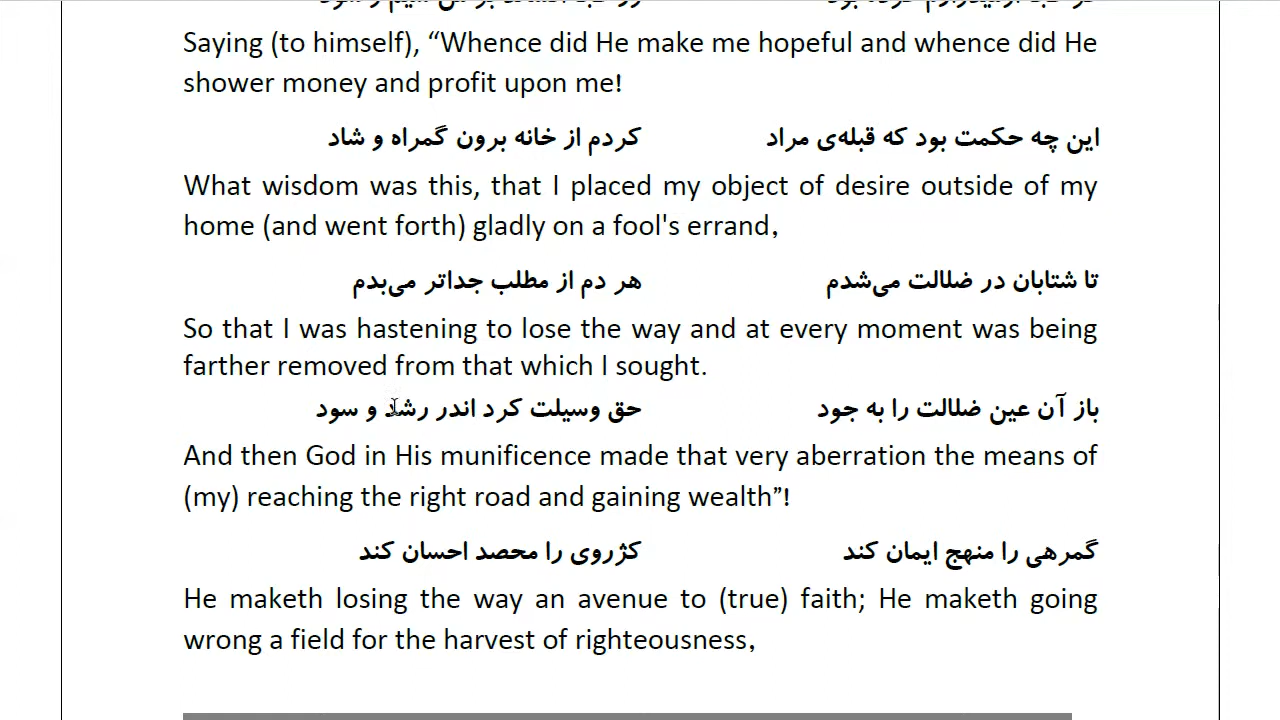 Saying (to himself), “Whence did He make me hopeful and whence did He
shower money and profit upon me!
این چه حکمت بود که قبله‌ی مراد کردم از خانه برون گمراه و شاد
What wisdom was this, that I placed my object of desire outside of my
home (and went forth) gladly on a fool's errand,
تا شتابان در ضلالت می‌شدم هر دم از مطلب جداتر می‌بدم
So that I was hastening to lose the way and at every moment was being
farther removed from that which I sought.
باز آن عین ضلالت را به جود حق وسیلت کرد اندر رشد و سود
And then God in His munificence made that very aberration the means of
(my) reaching the right road and gaining wealth”!
گمرهی را منهج ایمان کند کژروی را محصد احسان کند
He maketh losing the way an avenue to (true) faith; He maketh going
wrong a field for the harvest of righteousness,